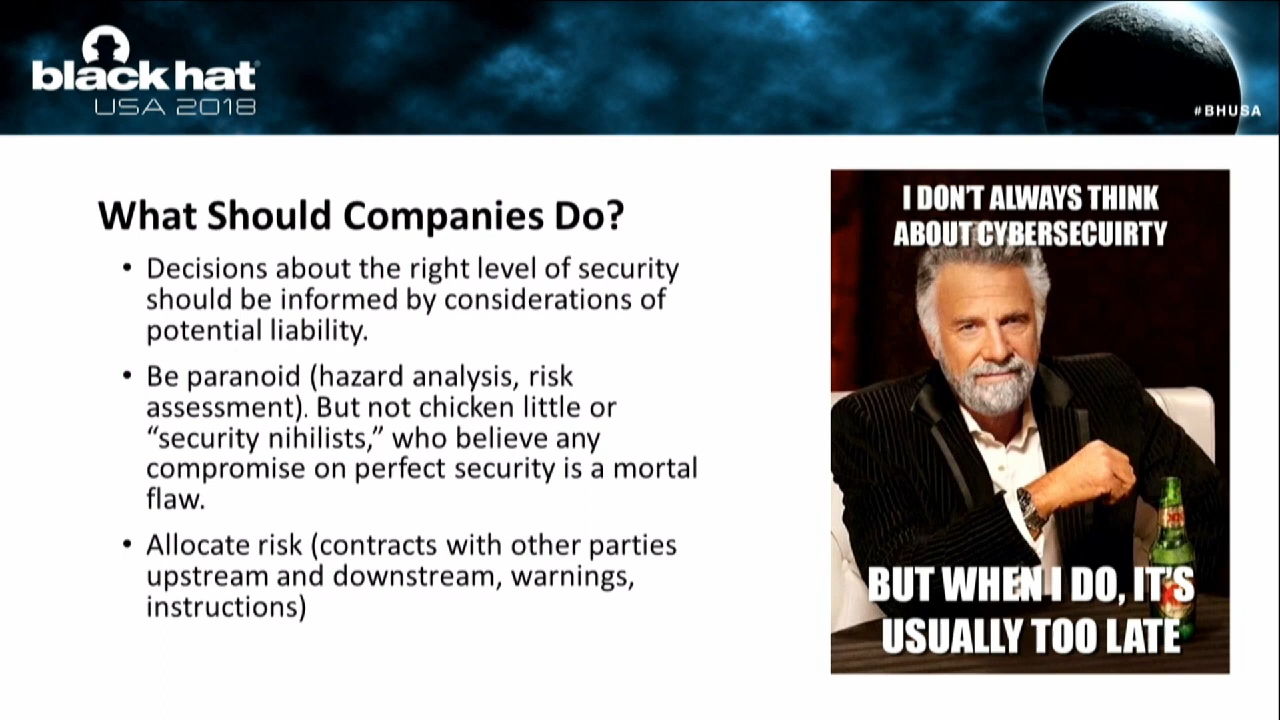 black hat
USA 2018
#BHUSA
What Should Companies Do?
• Decisions about the right level of security
should be informed by considerations of
potential liability.
• Be paranoid (hazard analysis, risk
assessment). But not chicken little or
“security nihilists,” who believe any
compromise on perfect security is a mortal
flaw.
• Allocate risk (contracts with other parties
upstream and downstream, warnings,
instructions)
I DON'T ALWAYS THINK
ABOUT CYBERSECUIRTY
BUT WHEN I DO, IT'S
USUALLY TOO LATE